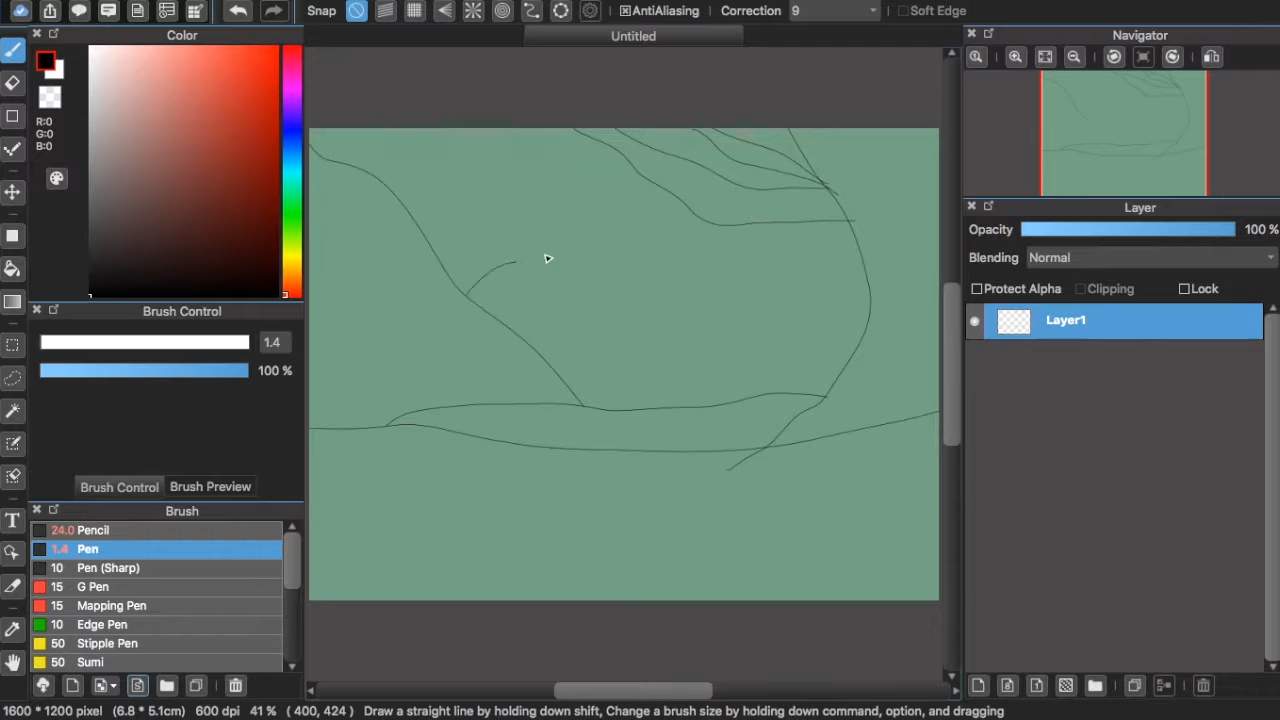 Snap AntiAliasing Correction 9 Soft Edge
Color
Untitled
Navigator
R:0
G:0
B:0
Brush Control
1.4
100 %
Brush Control Brush Preview
Brush
24.0 Pencil
1.4 Pen
10 Pen (Sharp)
15 G Pen
15 Mapping Pen
10 Edge Pen
50 Stipple Pen
50 Sumi
Layer
Opacity 100 %
Blending Normal
Protect Alpha Clipping Lock
Layer1
1600 * 1200 pixel (6.8 * 5.1cm) 600 dpi 41 % ( 400, 424 ) Draw a straight line by holding down shift, Change a brush size by holding down command, option, and dragging